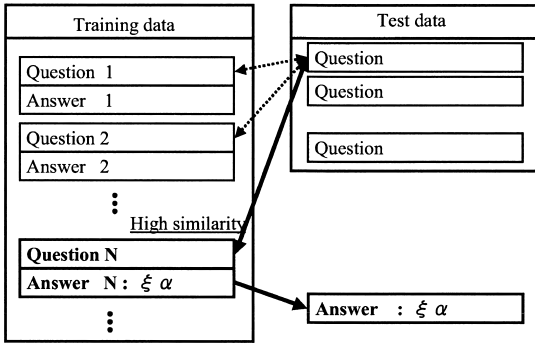 Training data
Question 1
Answer 1
Question 2
Answer 2
High similarity
Question N
Answer N : ξ α
Test data
Question
Question
Question
Answer : ξ α